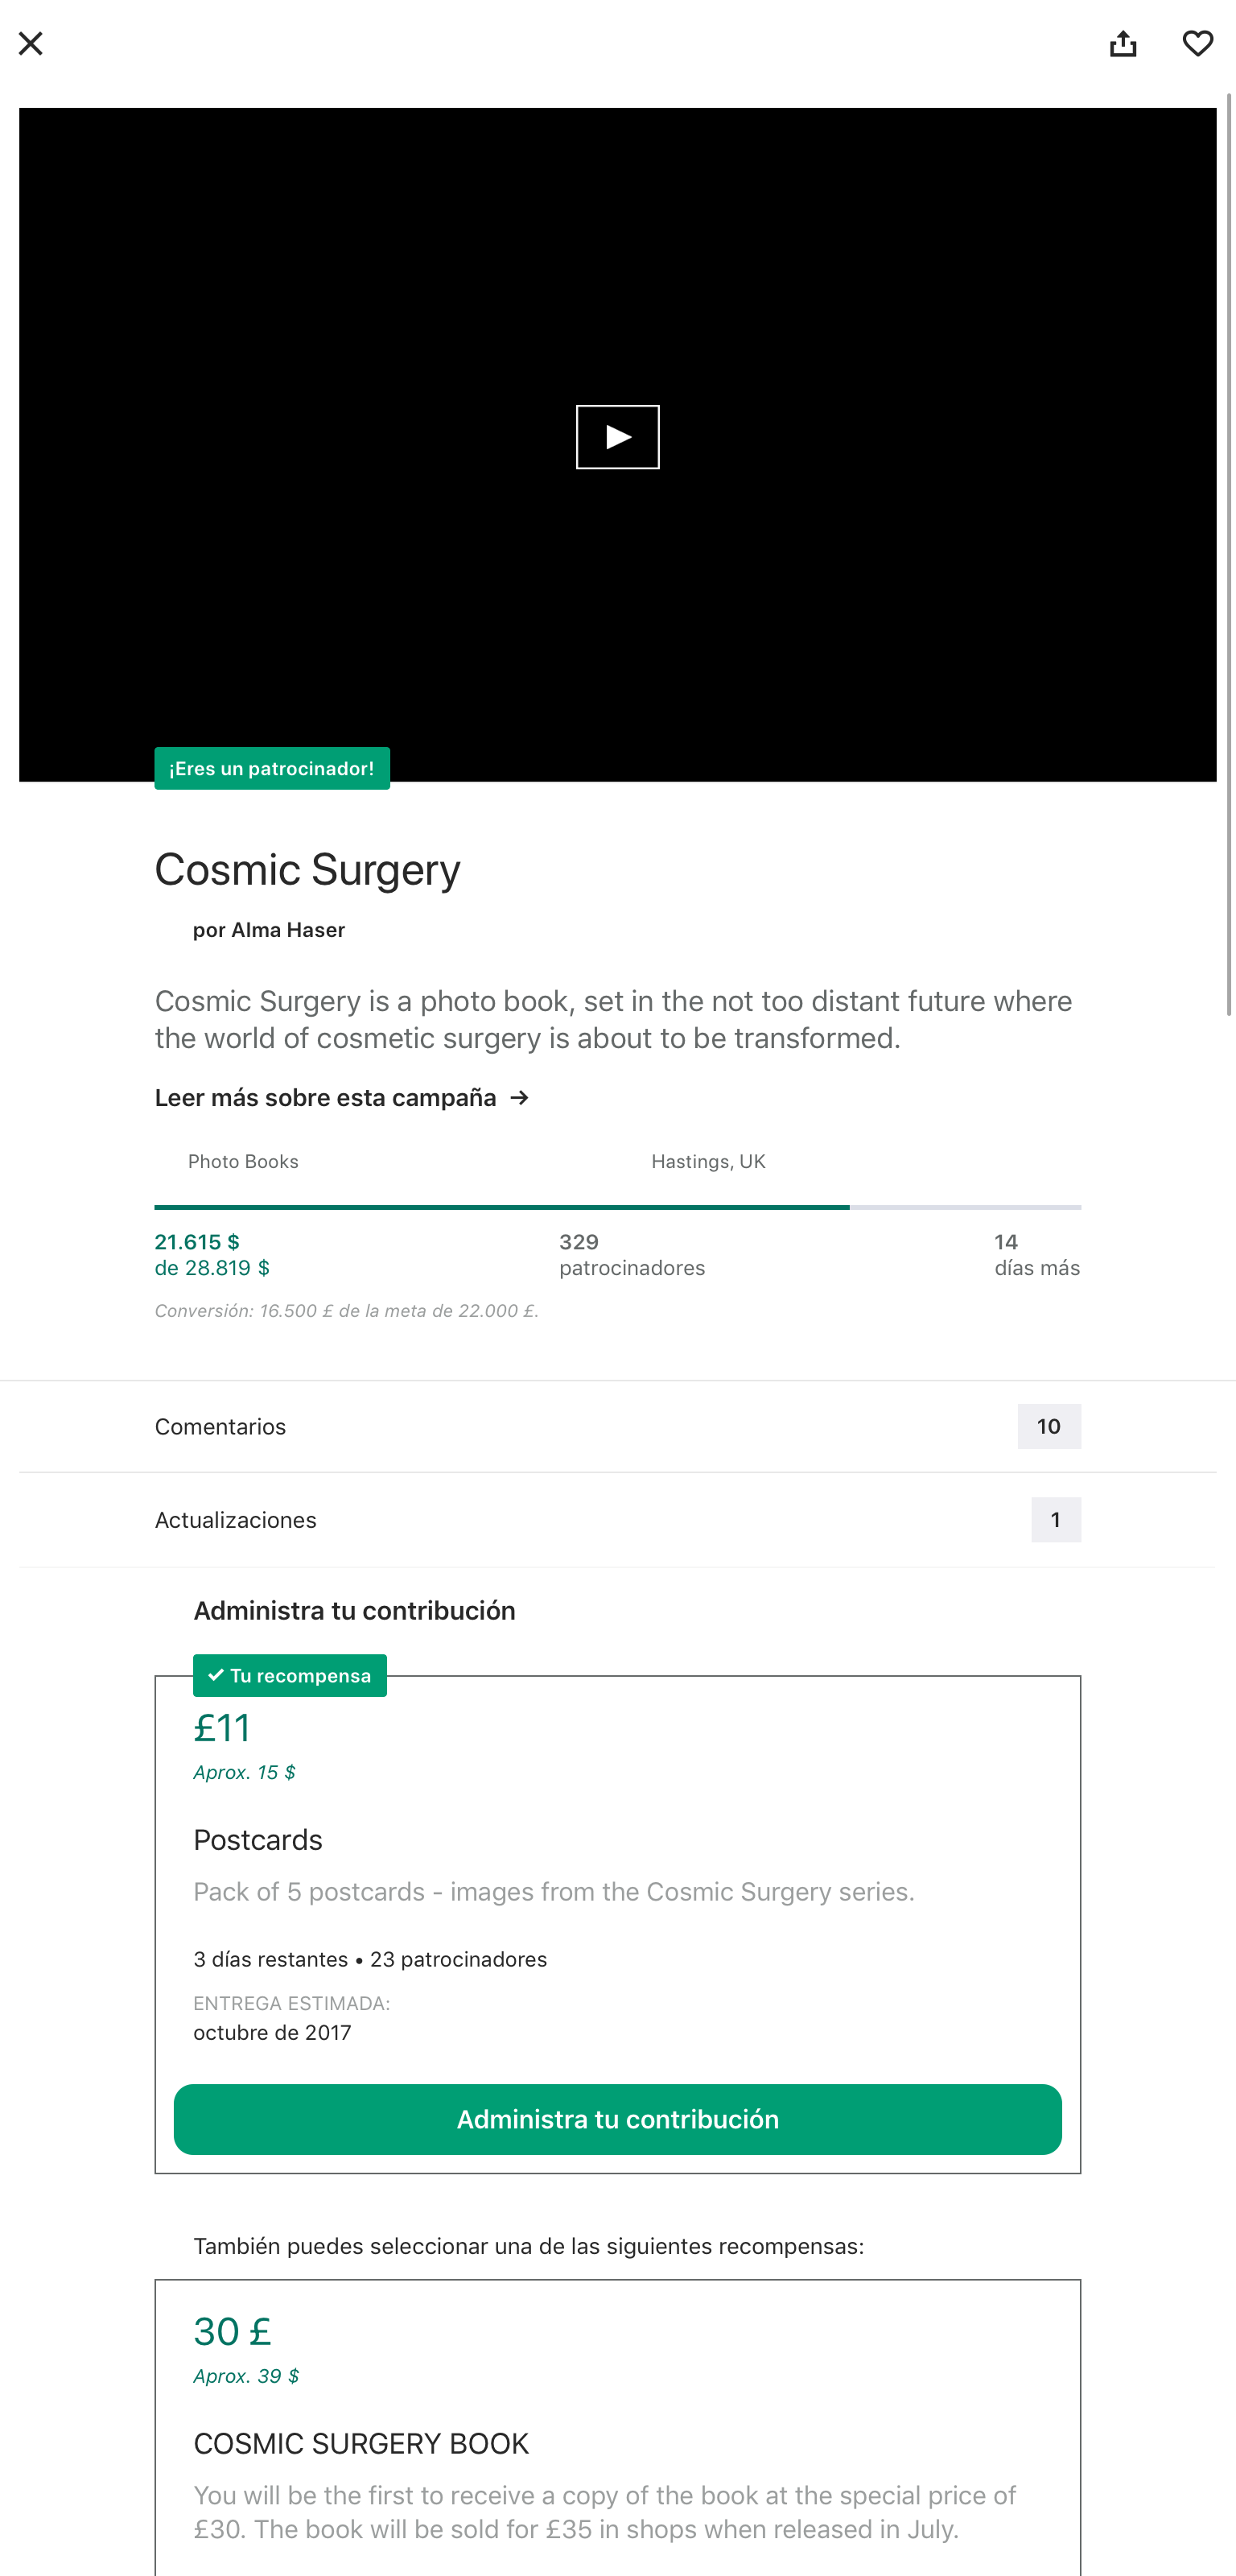 ¡Eres un patrocinador!
Cosmic Surgery
por Alma Haser
Cosmic Surgery is a photo book, set in the not too distant future where
the world of cosmetic surgery is about to be transformed.
Leer más sobre esta campaña →
Photo Books
Hastings, UK
21.615 $
de 28.819 $
329
patrocinadores
14
días más
Conversión: 16.500 £ de la meta de 22.000 £.
Comentarios
10
Actualizaciones
1
Administra tu contribución
✓ Tu recompensa
£11
Aprox. 15 $
Postcards
Pack of 5 postcards - images from the Cosmic Surgery series.
3 días restantes • 23 patrocinadores
ENTREGA ESTIMADA:
octubre de 2017
Administra tu contribución
También puedes seleccionar una de las siguientes recompensas:
30 £
Aprox. 39 $
COSMIC SURGERY BOOK
You will be the first to receive a copy of the book at the special price of
£30. The book will be sold for £35 in shops when released in July.